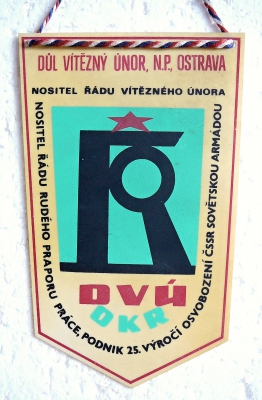 DŮL VÍTĚZNÝ ÚNOR, N.P., OSTRAVA
NOSITEL ŘÁDU VÍTĚZNÉHO ÚNORA
NOSITEL ŘÁDU RUDÉHO PRAPORU PRÁCE, PODNIK 25. VÝROČÍ OSVOBOZENÍ ČSSR SOVĚTSKOU ARMÁDOU
DVÚ
OKR